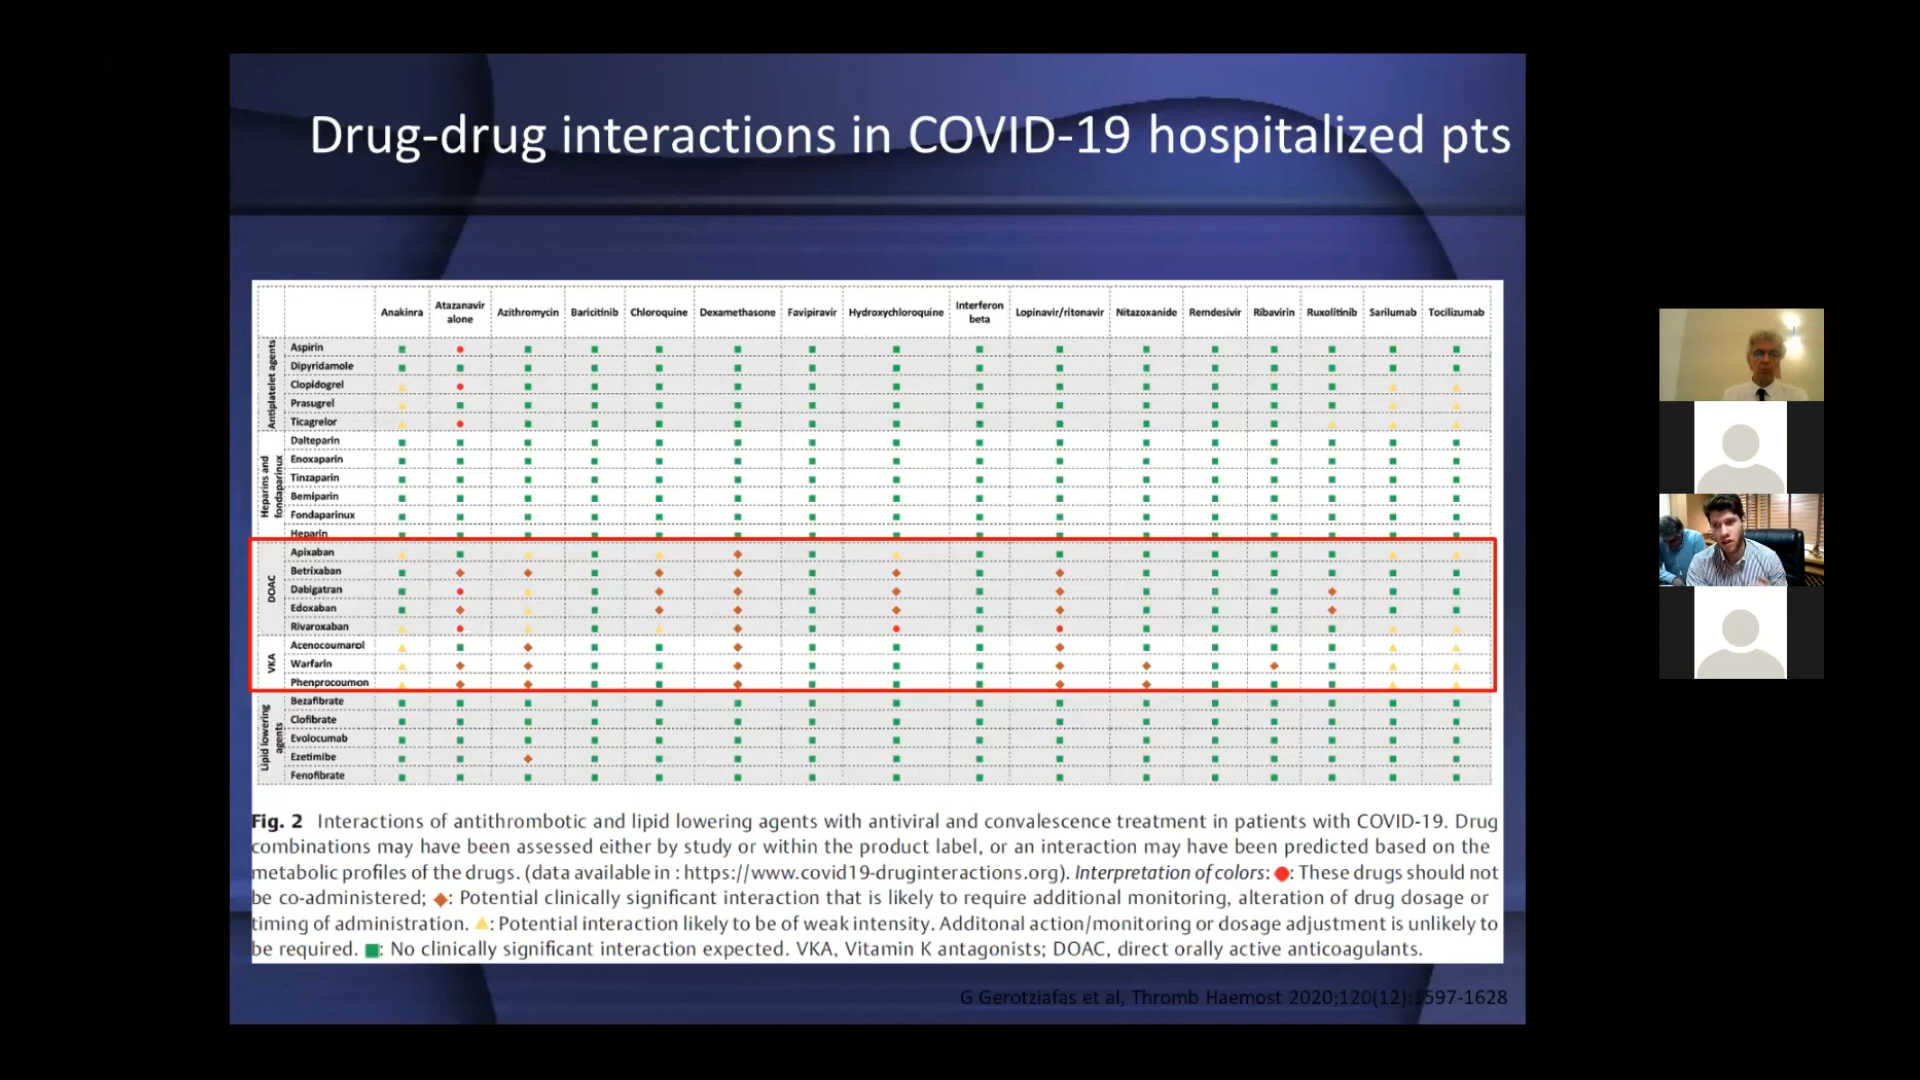 Drug-drug interactions in COVID-19 hospitalized pts
Anakinra Atazanavir alone Azithromycin Baricitinib Chloroquine Dexamethasone Favipiravir Hydroxychloroquine Interferon beta Lopinavir/ritonavir Nitazoxanide Remdesivir Ribavirin Ruxolitinib Sarilumab Tocilizumab
Antiplatelet agents
Aspirin
Dipyridamole
Clopidogrel
Prasugrel
Ticagrelor
Heparins and fondaparinux
Dalteparin
Enoxaparin
Tinzaparin
Bemiparin
Fondaparinux
Heparin
DOAC
Apixaban
Betrixaban
Dabigatran
Edoxaban
Rivaroxaban
VKA
Acenocoumarol
Warfarin
Phenprocoumon
Lipid lowering agents
Bezafibrate
Clofibrate
Evolocumab
Ezetimibe
Fenofibrate
Fig. 2 Interactions of antithrombotic and lipid lowering agents with antiviral and convalescence treatment in patients with COVID-19. Drug
combinations may have been assessed either by study or within the product label, or an interaction may have been predicted based on the
metabolic profiles of the drugs. (data available in : https://www.covid19-druginteractions.org). Interpretation of colors: : These drugs should not
be co-administered; : Potential clinically significant interaction that is likely to require additional monitoring, alteration of drug dosage or
timing of administration. : Potential interaction likely to be of weak intensity. Additonal action/monitoring or dosage adjustment is unlikely to
be required. : No clinically significant interaction expected. VKA, Vitamin K antagonists; DOAC, direct orally active anticoagulants.
G Gerotziafas et al, Thromb Haemost 2020;120(12):1597-1628